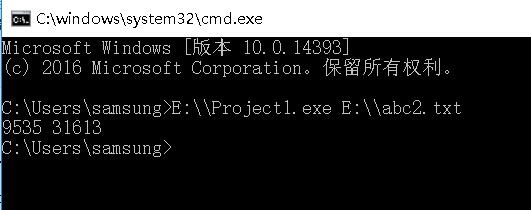 C:\windows\system32\cmd.exe
Microsoft Windows [版本 10.0.14393]
(c) 2016 Microsoft Corporation。保留所有权利。
C:\Users\samsung>E:\\Project1.exe E:\\abc2.txt
9535 31613
C:\Users\samsung>